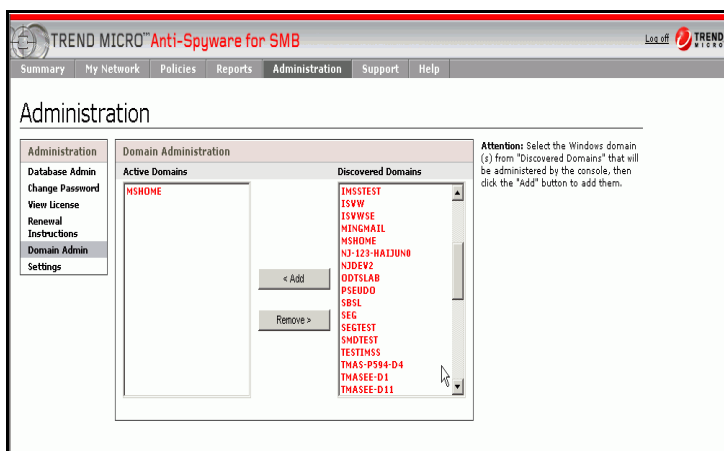 TREND MICRO™ Anti-Spyware for SMB
Log off
TREND
MICRO
Summary My Network Policies Reports Administration Support Help
Administration
Administration
Database Admin
Change Password
View License
Renewal
Instructions
Domain Admin
Settings
Domain Administration
Active Domains
MSHOME
< Add
Remove >
Discovered Domains
IMSSTEST
ISVW
ISVWSE
MINGMAIL
MSHOME
NJ-123-HAIJUN0
NJDEV2
ODTSLAB
PSEUDO
SBSL
SEG
SEGTEST
SMDTEST
TESTIMSS
TMAS-P594-D4
TMASEE-D1
TMASEE-D11
Attention: Select the Windows domain
(s) from "Discovered Domains" that will
be administered by the console, then
click the "Add" button to add them.